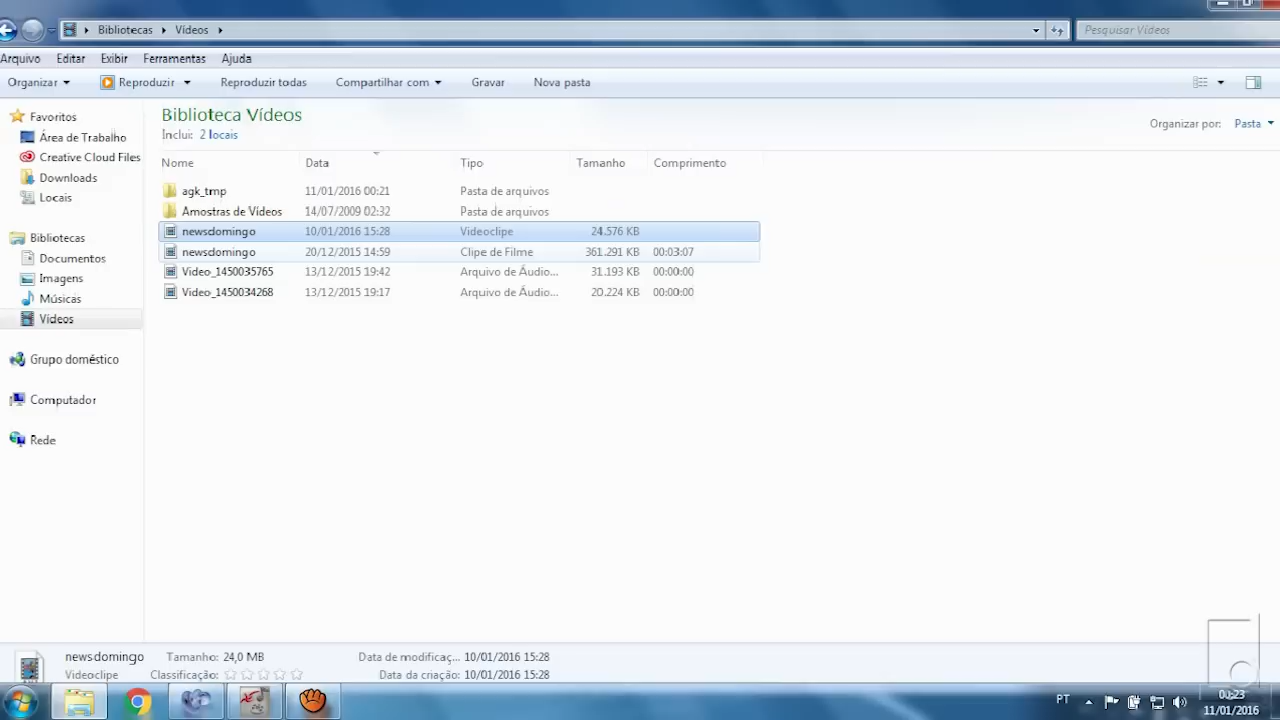 Bibliotecas Vídeos Pesquisar Vídeos
Arquivo Editar Exibir Ferramentas Ajuda
Organizar Reproduzir Reproduzir todas Compartilhar com Gravar Nova pasta
Favoritos
Área de Trabalho
Creative Cloud Files
Downloads
Locais
Bibliotecas
Documentos
Imagens
Músicas
Vídeos
Grupo doméstico
Computador
Rede
Biblioteca Vídeos
Inclui: 2 locais
Organizar por: Pasta
Nome Data Tipo Tamanho Comprimento
agk_tmp 11/01/2016 00:21 Pasta de arquivos
Amostras de Vídeos 14/07/2009 02:32 Pasta de arquivos
newsdomingo 10/01/2016 15:28 Videoclipe 24.576 KB
newsdomingo 20/12/2015 14:59 Clipe de Filme 361.291 KB 00:03:07
Video_1450035765 13/12/2015 19:42 Arquivo de Áudio... 31.193 KB 00:00:00
Video_1450034268 13/12/2015 19:17 Arquivo de Áudio... 20.224 KB 00:00:00
newsdomingo Tamanho: 24,0 MB Data de modificaç... 10/01/2016 15:28
Videoclipe Classificação: Data da criação: 10/01/2016 15:28
PT 00:23
11/01/2016